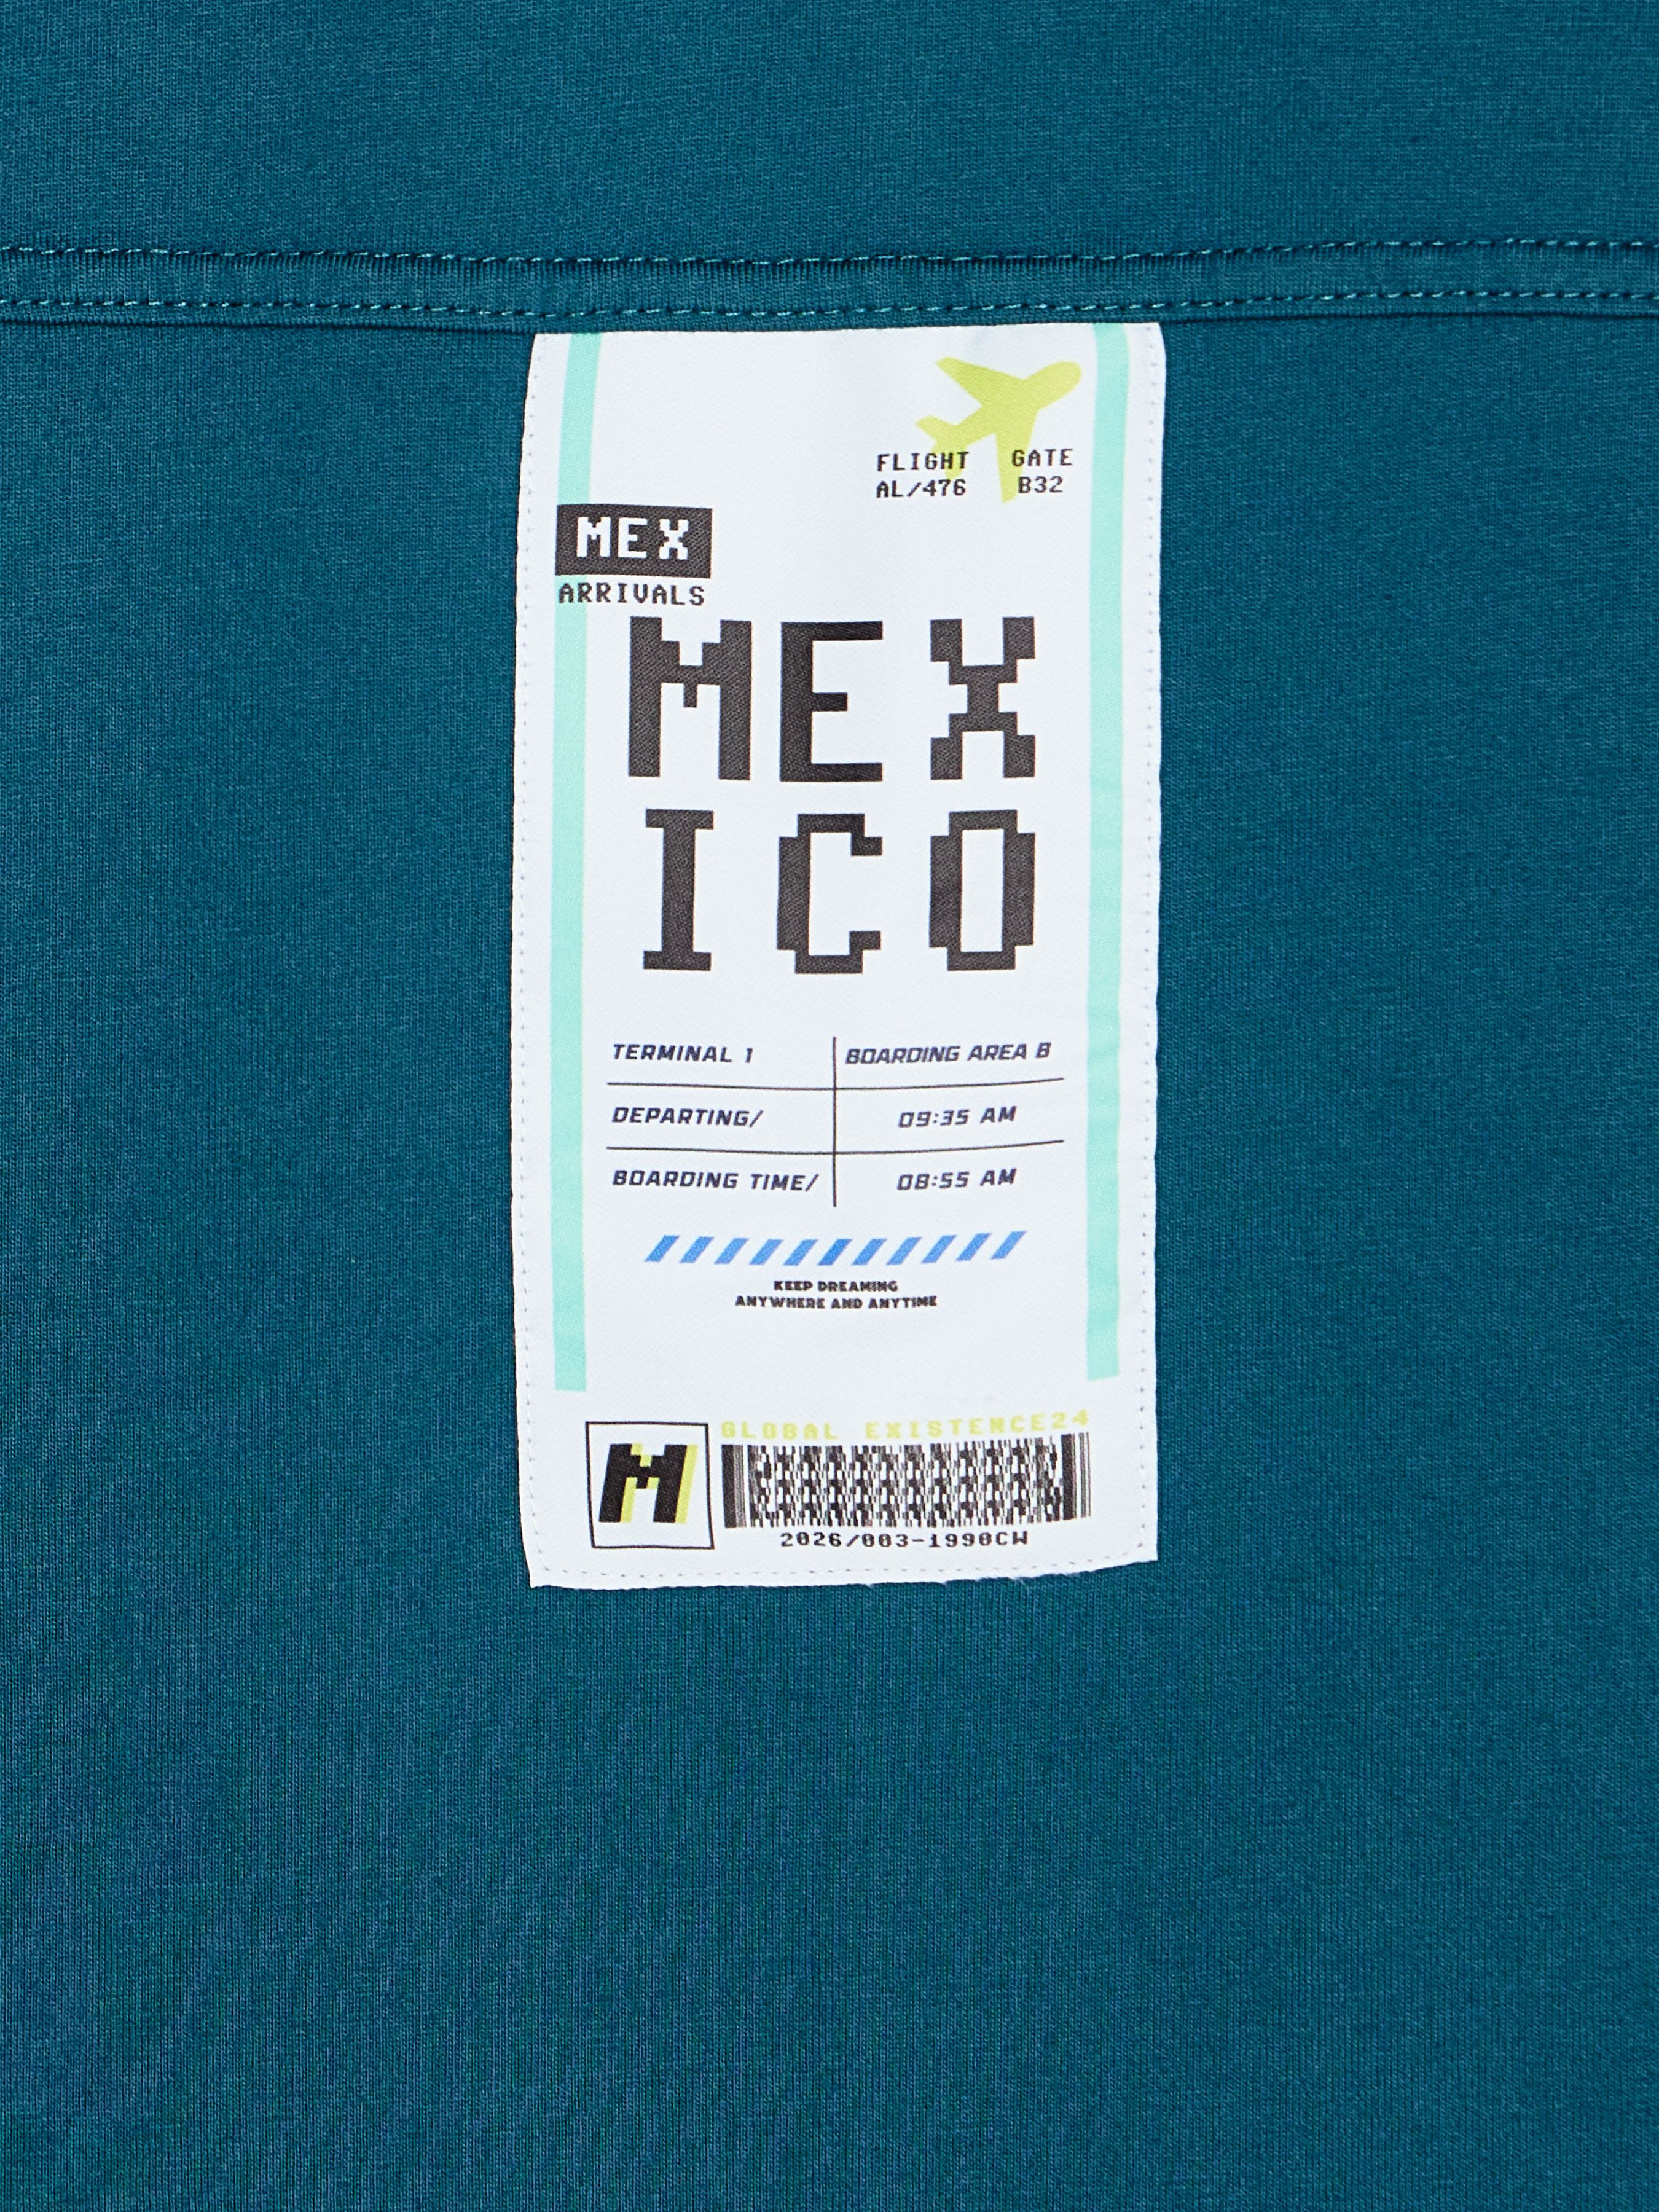 FLIGHT GATE
AL/476 B32
MEX
ARRIVALS
MEX
ICO
TERMINAL 1 BOARDING AREA B
DEPARTING/ 09:35 AM
BOARDING TIME/ 08:55 AM
KEEP DREAMING
ANYWHERE AND ANYTIME
GLOBAL EXISTENCE24
M
2026/003-1990CW